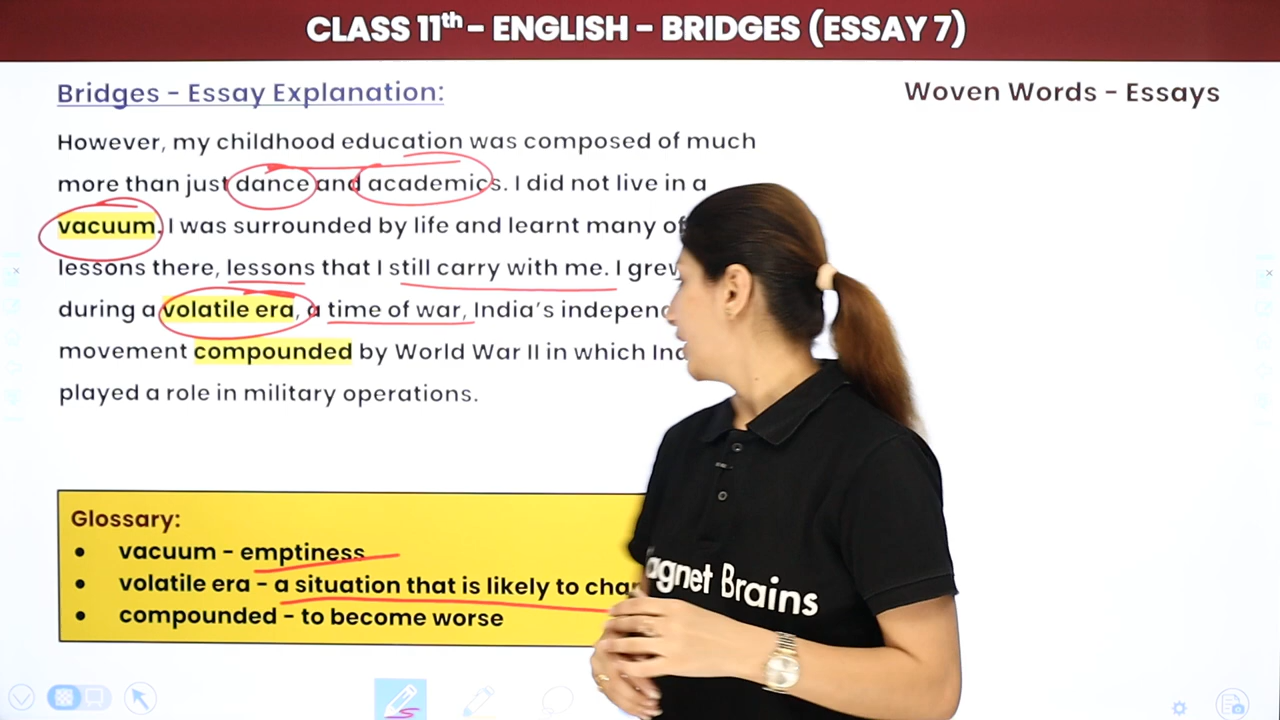 CLASS 11th - ENGLISH - BRIDGES (ESSAY 7)
Bridges - Essay Explanation:
Woven Words - Essays
However, my childhood education was composed of much
more than just dance and academics. I did not live in a
vacuum. I was surrounded by life and learnt many of
lessons there, lessons that I still carry with me. I
during a volatile era, a time of war, India's
movement compounded by World War II in which
played a role in military operations.
Glossary:
• vacuum - emptiness
• volatile era - a situation that is likely to
• compounded - to become worse
agnet Brains